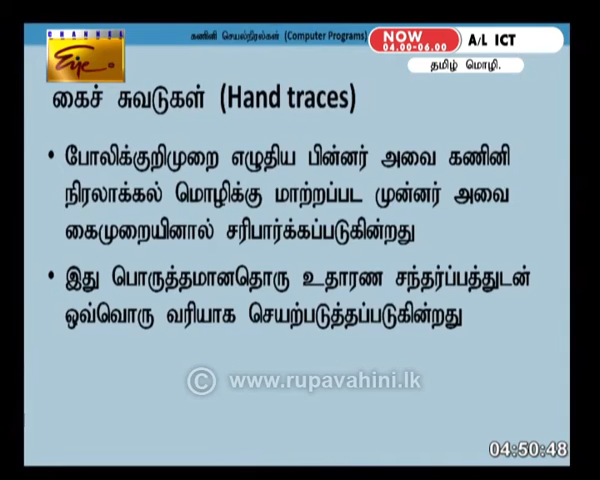 CHANNEL
Eye
கணினி செயல்நிரல்கள் (Computer Programs)
NOW
04.00-06.00
A/L ICT
தமிழ் மொழி.
கைச் சுவடுகள் (Hand traces)
• போலிக்குறிமுறை எழுதிய பின்னர் அவை கணினி
நிரலாக்கல் மொழிக்கு மாற்றப்பட முன்னர் அவை
கைமுறையினால் சரிபார்க்கப்படுகின்றது
• இது பொருத்தமானதொரு உதாரண சந்தர்ப்பத்துடன்
ஒவ்வொரு வரியாக செயற்படுத்தப்படுகின்றது
© www.rupavahini.lk
04:50:48